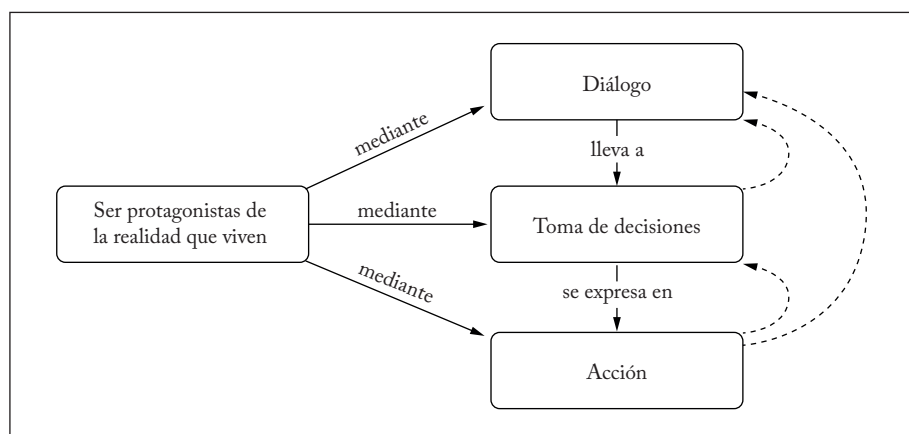 Diálogo
mediante
lleva a
Ser protagonistas de
la realidad que viven
mediante
Toma de decisiones
mediante
se expresa en
Acción